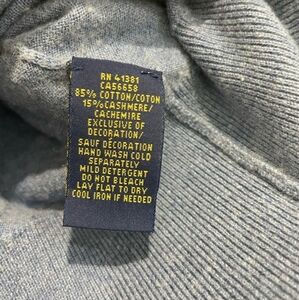 RN 41381
CA56658
85% COTTON/COTON
15%CASHMERE/
CACHEMIRE
EXCLUSIVE OF
DECORATION/
SAUF DÉCORATION
HAND WASH COLD
SEPARATELY
MILD DETERGENT
DO NOT BLEACH
LAY FLAT TO DRY
COOL IRON IF NEEDED